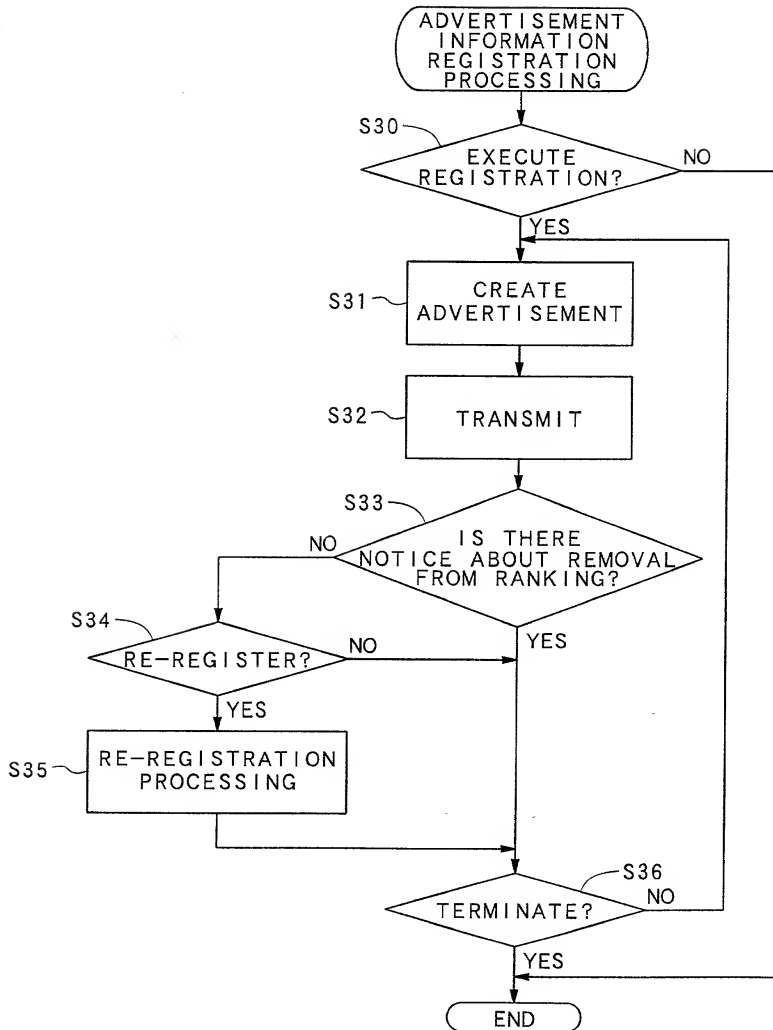 ADVERTISEMENT
INFORMATION
REGISTRATION
PROCESSING
S30
EXECUTE
REGISTRATION?
NO
YES
S31
CREATE
ADVERTISEMENT
S32
TRANSMIT
S33
IS THERE
NOTICE ABOUT REMOVAL
FROM RANKING?
NO
YES
S34
RE-REGISTER?
NO
YES
S35
RE-REGISTRATION
PROCESSING
S36
TERMINATE?
NO
YES
END